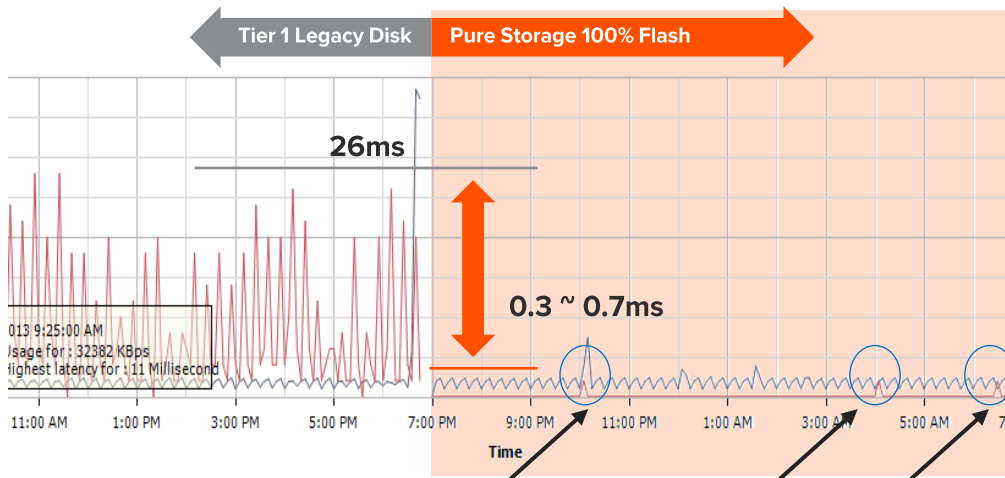 Tier 1 Legacy Disk
Pure Storage 100% Flash
26ms
0.3 ~ 0.7ms
013 9:25:00 AM
Usage for : 32382 KBps
Highest latency for : 11 Millisecond
11:00 AM 1:00 PM 3:00 PM 5:00 PM 7:00 PM 9:00 PM 11:00 PM 1:00 AM 3:00 AM 5:00 AM 7
Time